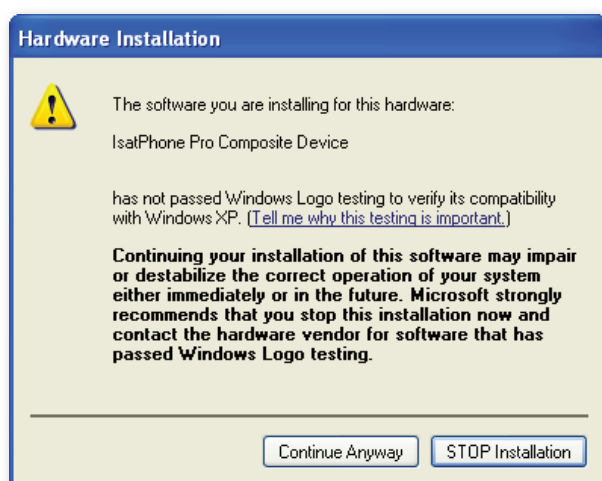 Hardware Installation
The software you are installing for this hardware:
IsatPhone Pro Composite Device
has not passed Windows Logo testing to verify its compatibility
with Windows XP. (Tell me why this testing is important.)
Continuing your installation of this software may impair
or destabilize the correct operation of your system
either immediately or in the future. Microsoft strongly
recommends that you stop this installation now and
contact the hardware vendor for software that has
passed Windows Logo testing.
Continue Anyway
STOP Installation